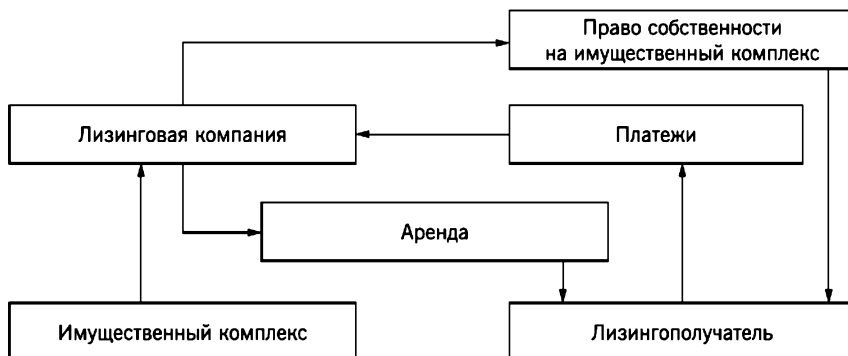 Право собственности
на имущественный комплекс
Лизинговая компания
Платежи
Аренда
Имущественный комплекс
Лизингополучатель